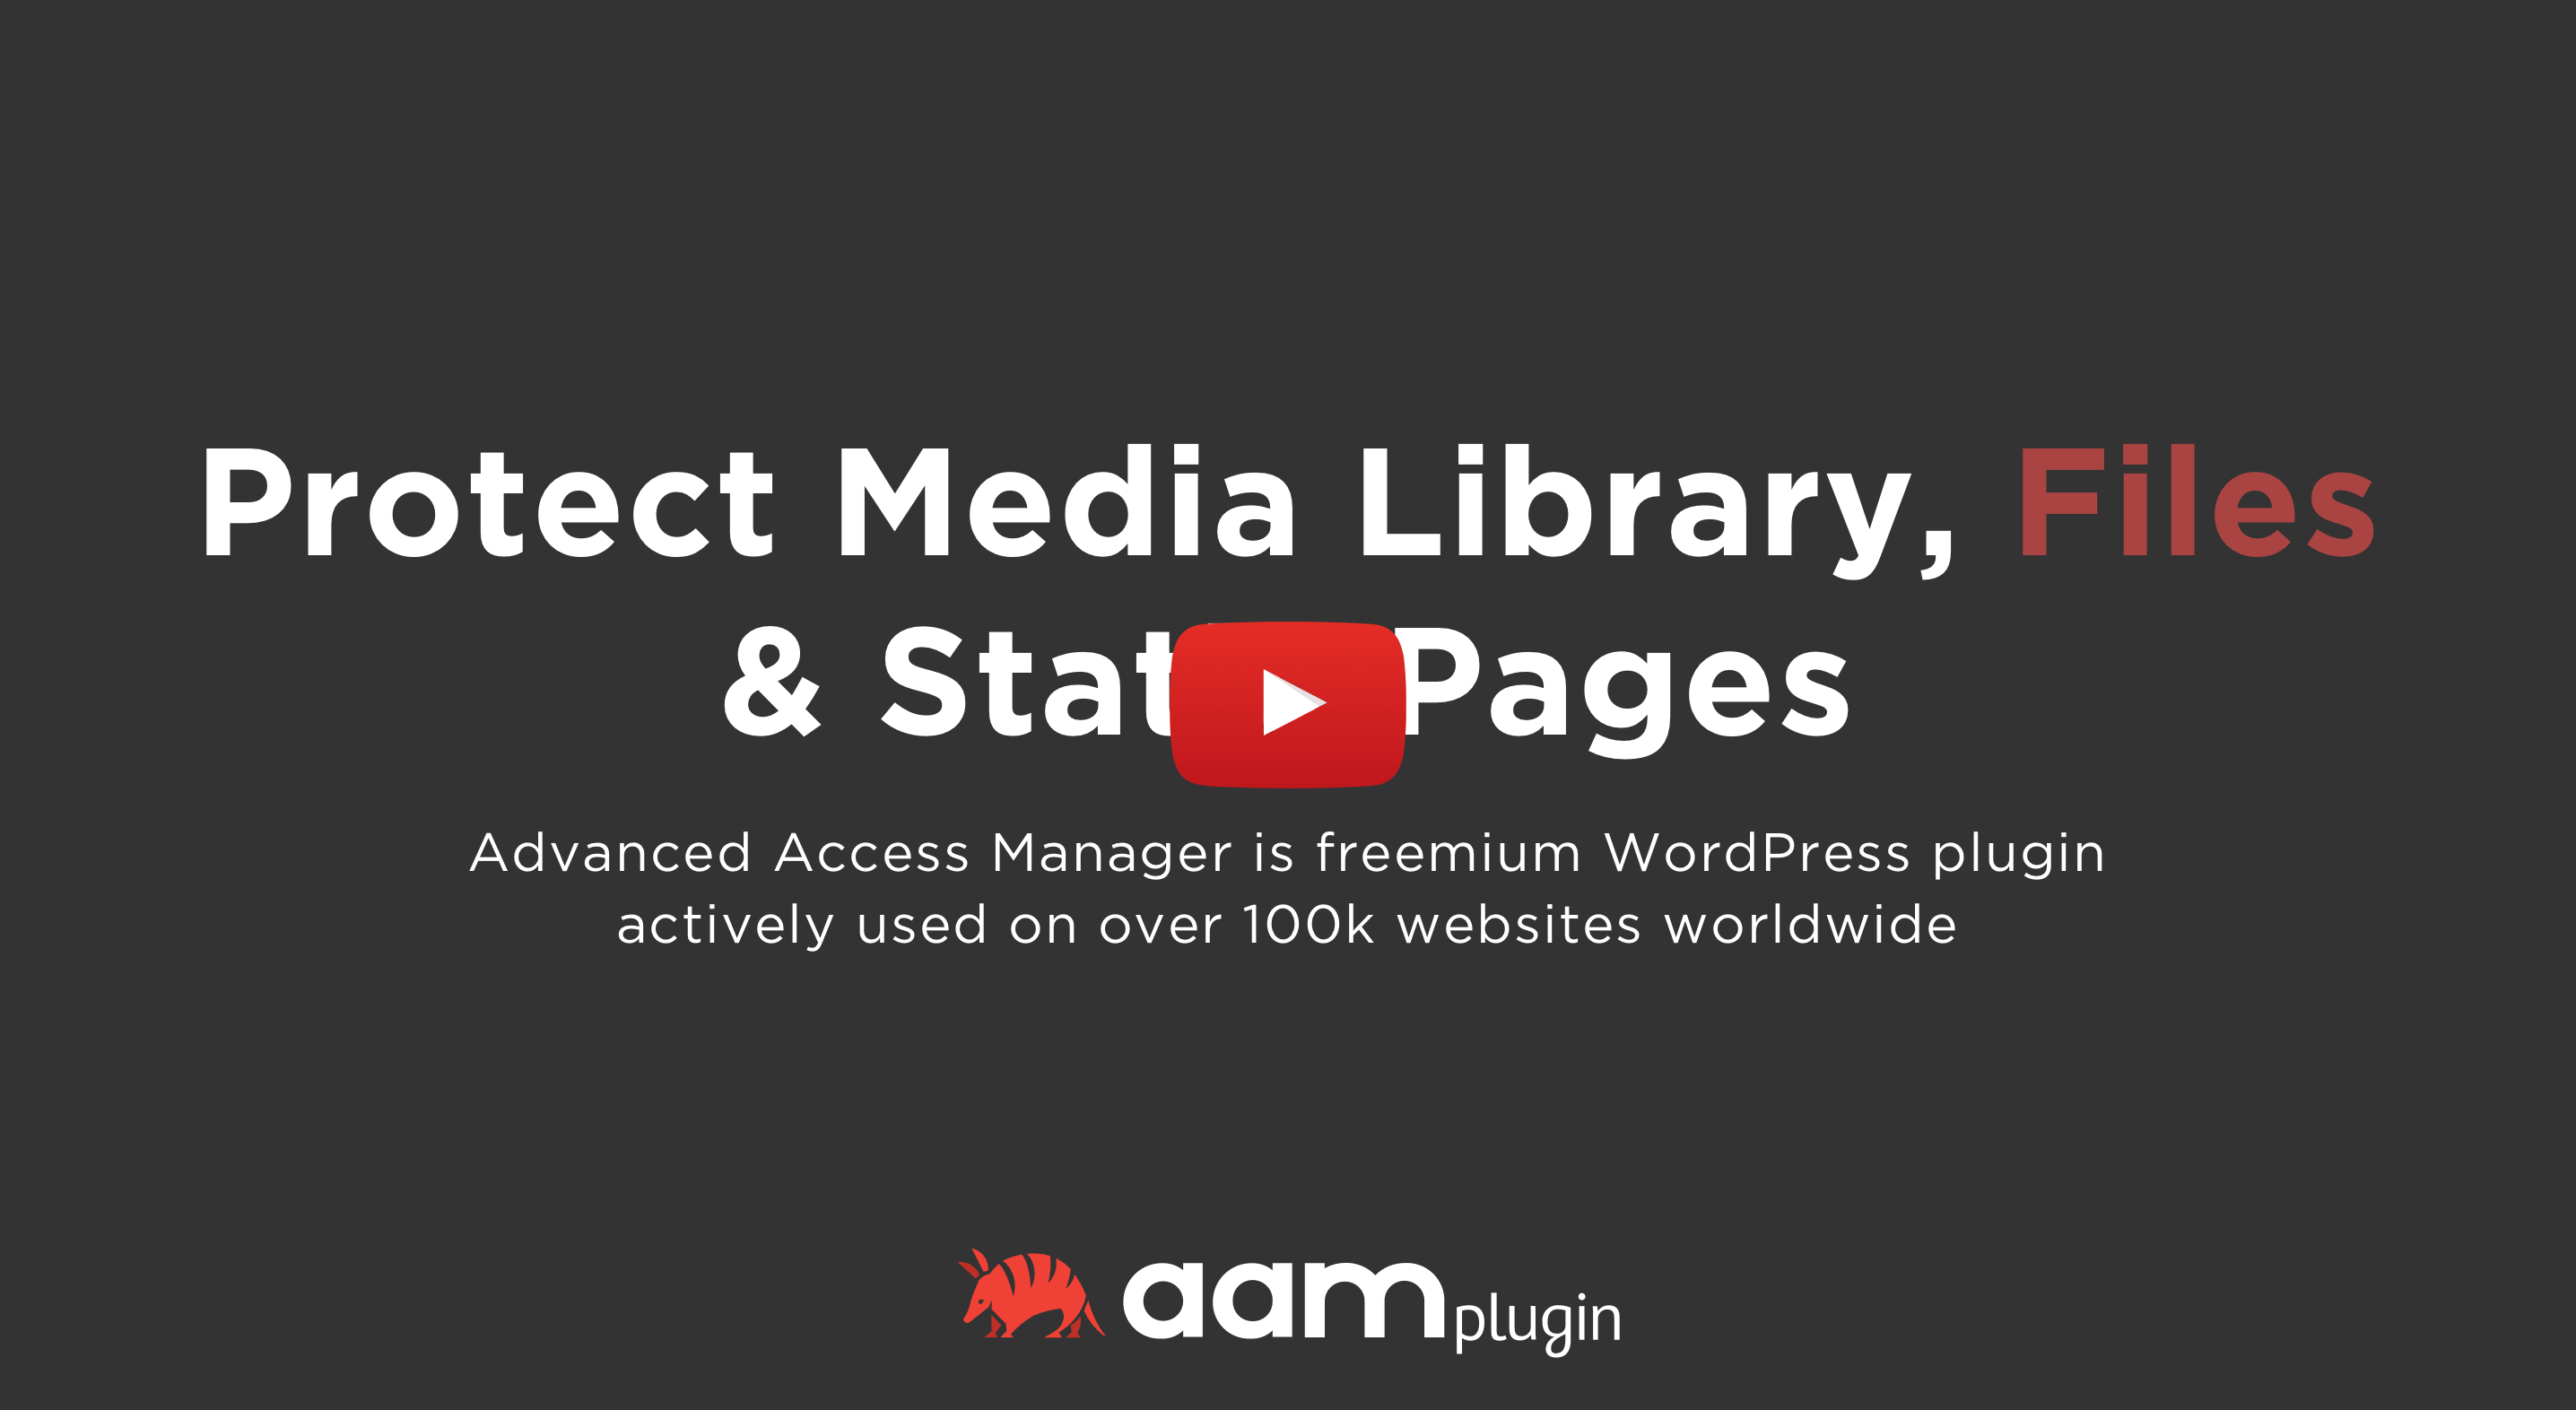 Protect Media Library, Files
& Pages
Advanced Access Manager is freemium WordPress plugin
actively used on over 100k websites worldwide
aam plugin